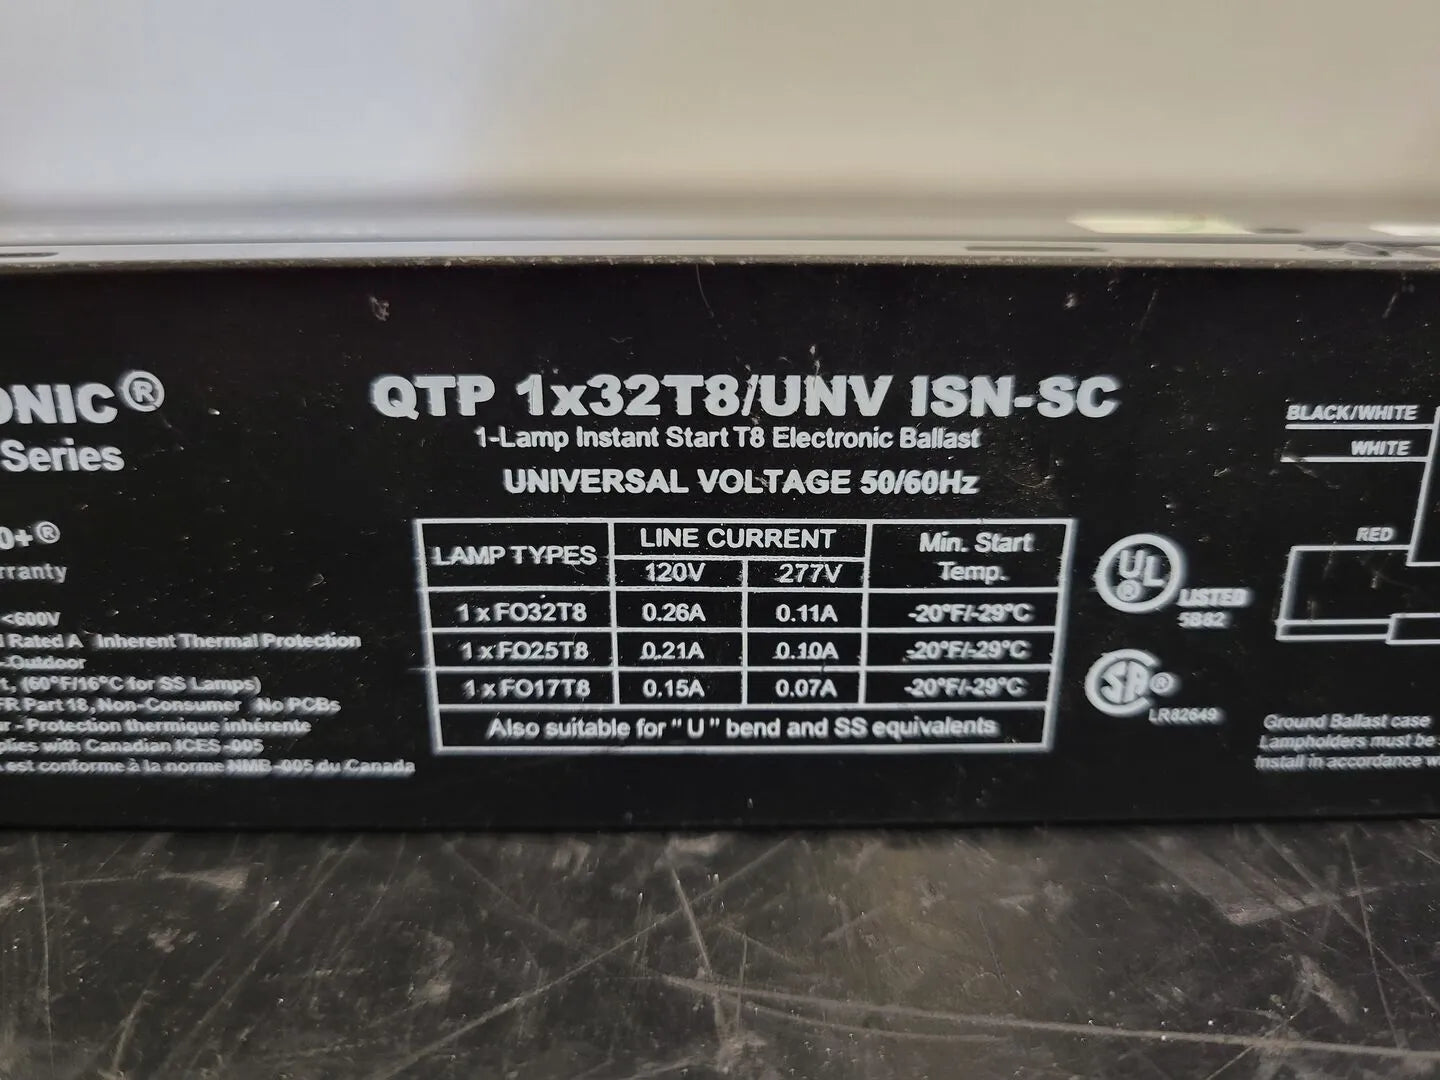 ONIC®
Series
0+®
rranty
<600V
Rated A Inherent Thermal Protection
-Outdoor
(60°F/16°C for SS Lamps)
FR Part 18, Non-Consumer No PCBs
- Protection thermique inhérente
plies with Canadian ICES-005
est conforme à la norme NMB-005 du Canada
QTP 1x32T8/UNV ISN-SC
1-Lamp Instant Start T8 Electronic Ballast
UNIVERSAL VOLTAGE 50/60Hz
LAMP TYPES LINE CURRENT Min. Start Temp.
120V 277V
1 x FO32T8 0.26A 0.11A -20°F/-29°C
1 x FO25T8 0.21A 0.10A -20°F/-29°C
1 x FO17T8 0.15A 0.07A -20°F/-29°C
Also suitable for "U" bend and SS equivalents
UL®
LISTED
5B82
SA®
LR82649
BLACK/WHITE
WHITE
RED
Ground Ballast case
Lampholders must be
Install in accordance w